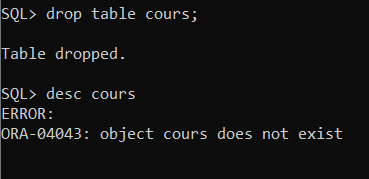 SQL> drop table cours;
Table dropped.
SQL> desc cours
ERROR:
ORA-04043: object cours does not exist